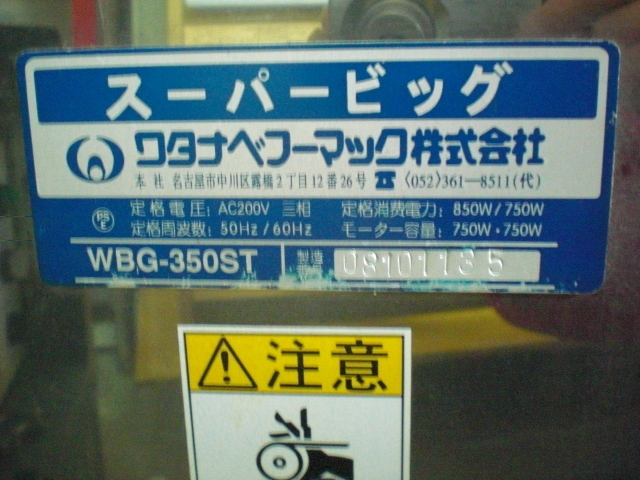 スーパービッグ
ワタナベフーマック株式会社
本社 名古屋市中川区露橋2丁目12番26号 ☎ 〈052〉361-8511(代)
PSE 定格電圧: AC200V 三相 定格消費電力: 850W/750W
定格周波数: 50Hz/60Hz モーター容量: 750W・750W
WBG-350ST 製造番号 08101135
注意